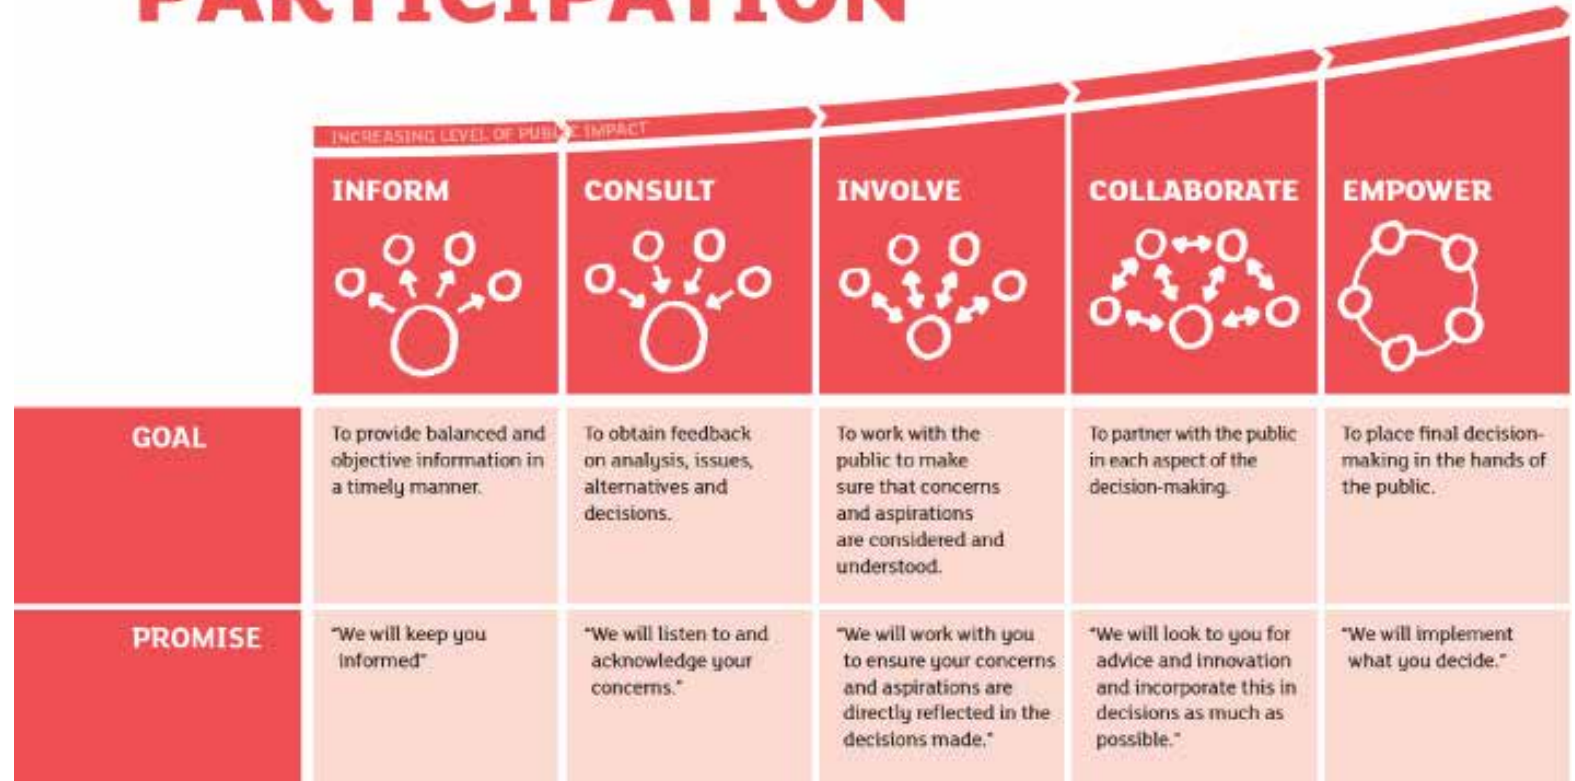 PARTICIPATION
INCREASING LEVEL OF PUBLIC IMPACT
INFORM
CONSULT
INVOLVE
COLLABORATE
EMPOWER
GOAL
To provide balanced and
objective information in
a timely manner.
To obtain feedback
on analysis, issues,
alternatives and
decisions.
To work with the
public to make
sure that concerns
and aspirations
are considered and
understood.
To partner with the public
in each aspect of the
decision-making.
To place final decision-
making in the hands of
the public.
PROMISE
"We will keep you
informed"
"We will listen to and
acknowledge your
concerns."
"We will work with you
to ensure your concerns
and aspirations are
directly reflected in the
decisions made."
"We will look to you for
advice and innovation
and incorporate this in
decisions as much as
possible."
"We will implement
what you decide."